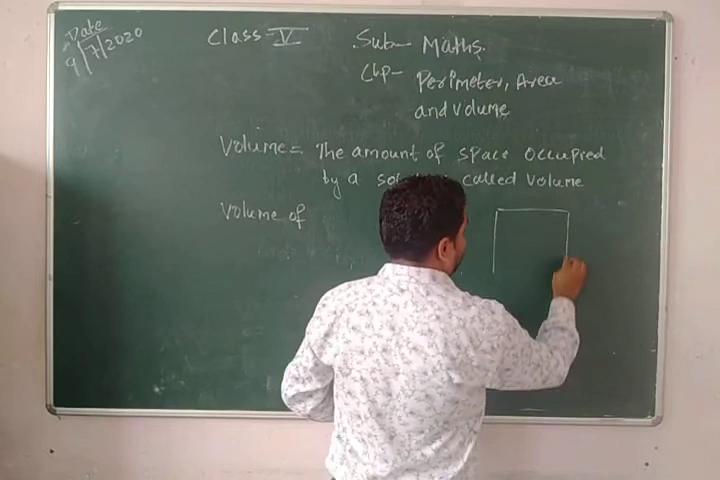 Date
9/7/2020
Class-V
Sub- Maths.
Chp- Perimeter, Area
and Volume
Volume = The amount of space occupied
by a called Volume
Volume of